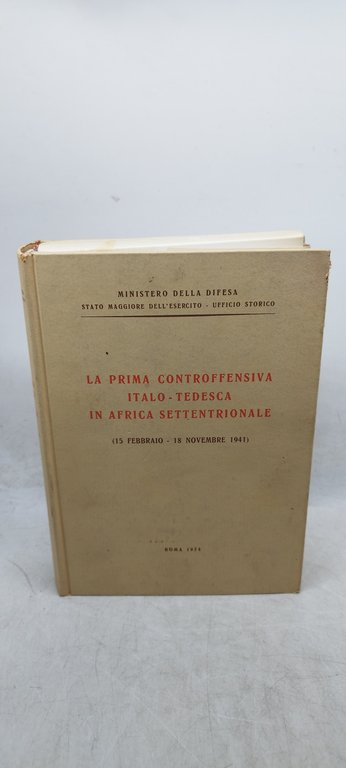 MINISTERO DELLA DIFESA
STATO MAGGIORE DELL'ESERCITO - UFFICIO STORICO
LA PRIMA CONTROFFENSIVA
ITALO - TEDESCA
IN AFRICA SETTENTRIONALE
(15 FEBBRAIO - 18 NOVEMBRE 1941)
ROMA 1974